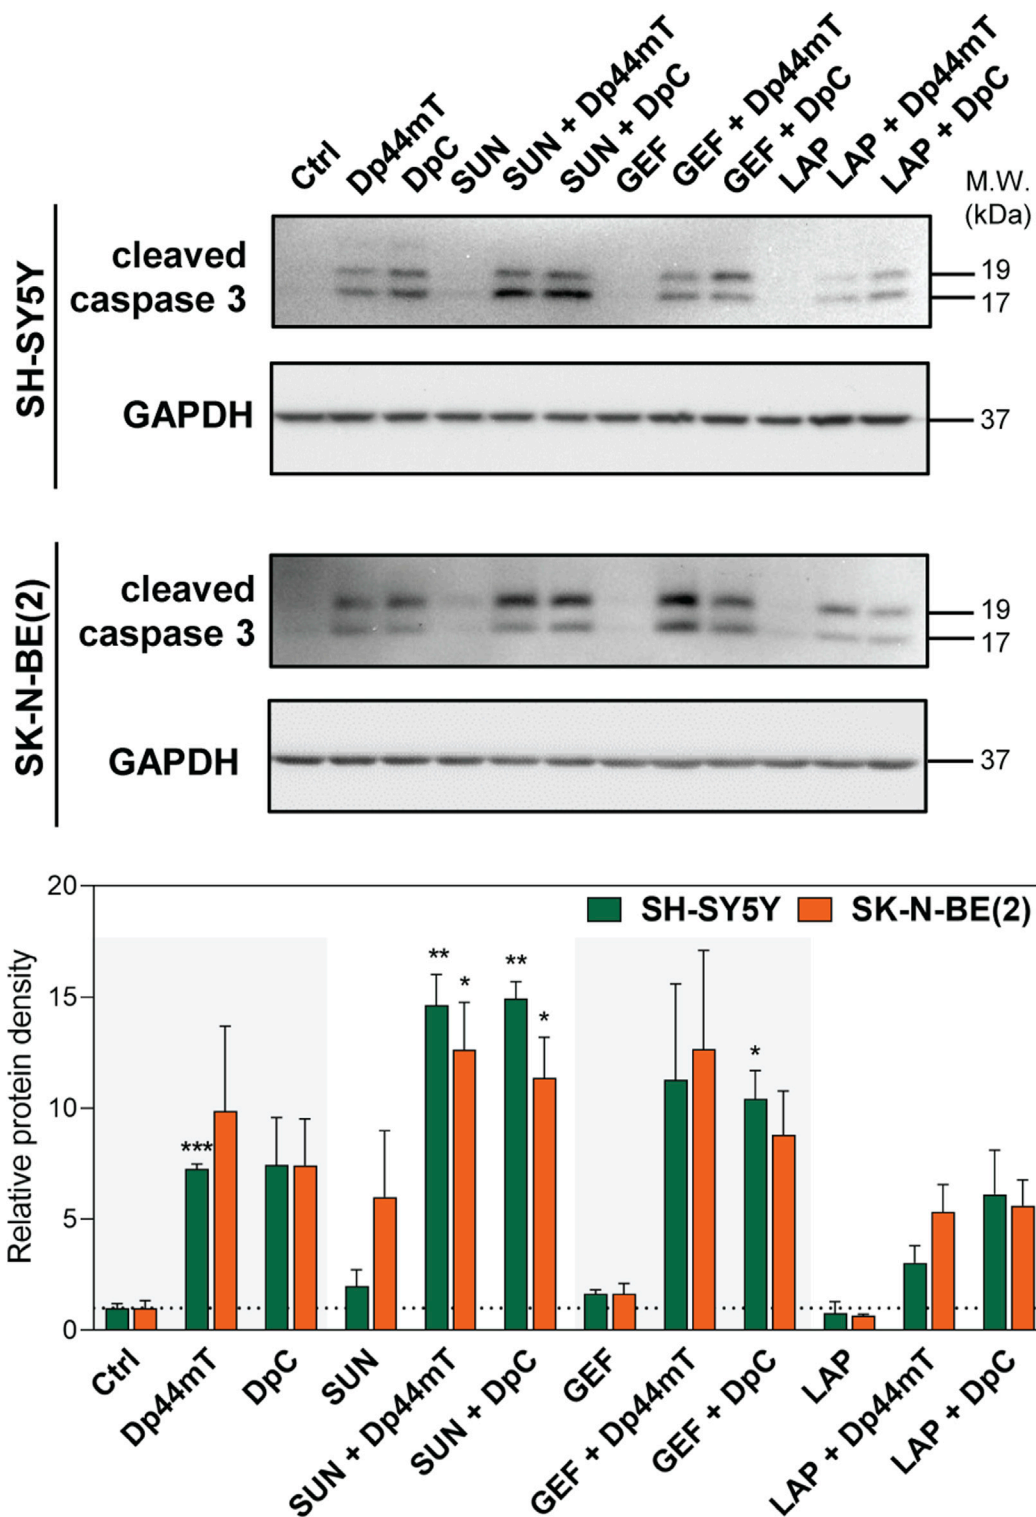 Ctrl
Dp44mT
DpC
SUN
SUN + Dp44mT
SUN + DpC
GEF
GEF + Dp44mT
GEF + DpC
LAP
LAP + Dp44mT
LAP + DpC
M.W.
(kDa)
SH-SY5Y
cleaved
caspase 3
19
17
GAPDH
37
SK-N-BE(2)
cleaved
caspase 3
19
17
GAPDH
37
20
15
10
5
0
Relative protein density
SH-SY5Y
SK-N-BE(2)
***
**
*
**
*
*
Ctrl
Dp44mT
DpC
SUN
SUN + Dp44mT
SUN + DpC
GEF
GEF + Dp44mT
GEF + DpC
LAP
LAP + Dp44mT
LAP + DpC